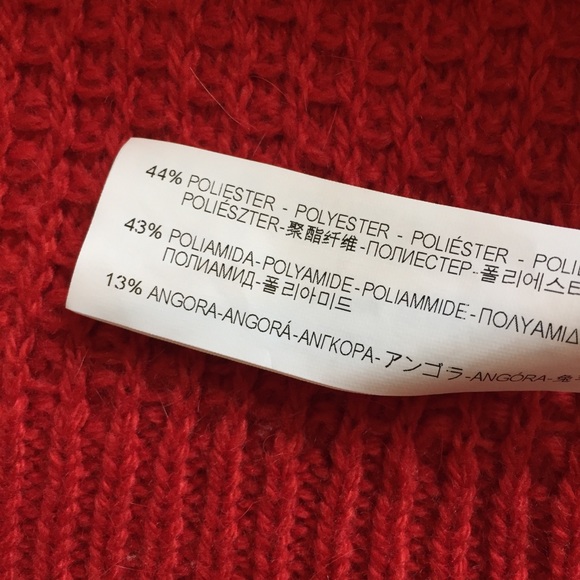 44% POLIESTER - POLYESTER - POLIÉSTER - POLI
POLIÉSZTER-聚酯纤维-ПОЛИЕСТЕР-폴리에스터
43% POLIAMIDA-POLYAMIDE-POLIAMMIDE-ΠΟΛΥΑΜΙΔ
ПОЛИАМИД-폴리아미드
13% ANGORA-ANGORÁ-ΑΝΓΚΟΡΑ-アンゴラ-ANGÓRA-